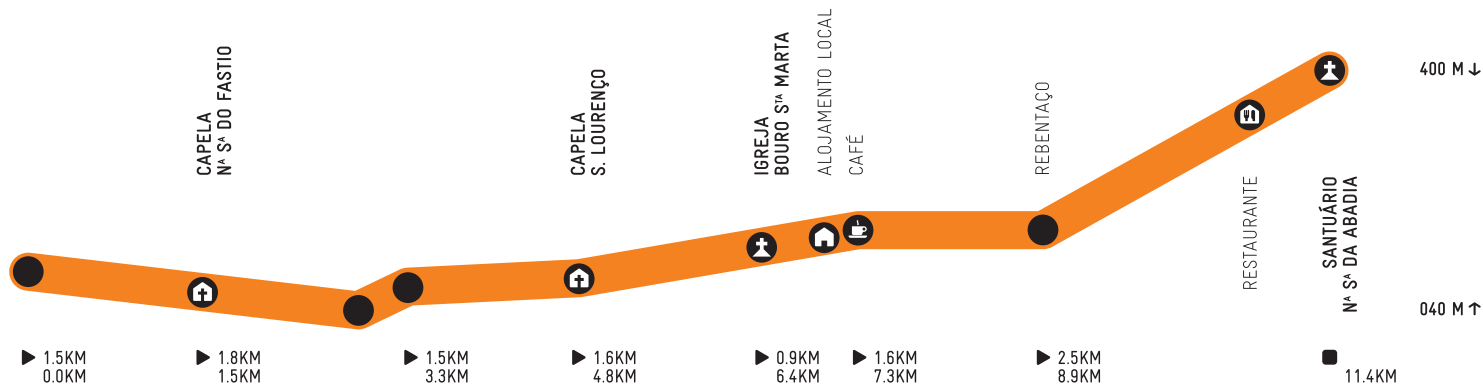 CAPELA
Nᴬ Sᴬ DO FASTIO
CAPELA
S. LOURENÇO
IGREJA
BOURO Sᵀᴬ MARTA
ALOJAMENTO LOCAL
CAFÉ
REBENTAÇO
RESTAURANTE
SANTUÁRIO
Nᴬ Sᴬ DA ABADIA
400 M ↓
040 M ↑
▶ 1.5KM
0.0KM
▶ 1.8KM
1.5KM
▶ 1.5KM
3.3KM
▶ 1.6KM
4.8KM
▶ 0.9KM
6.4KM
▶ 1.6KM
7.3KM
▶ 2.5KM
8.9KM
11.4KM